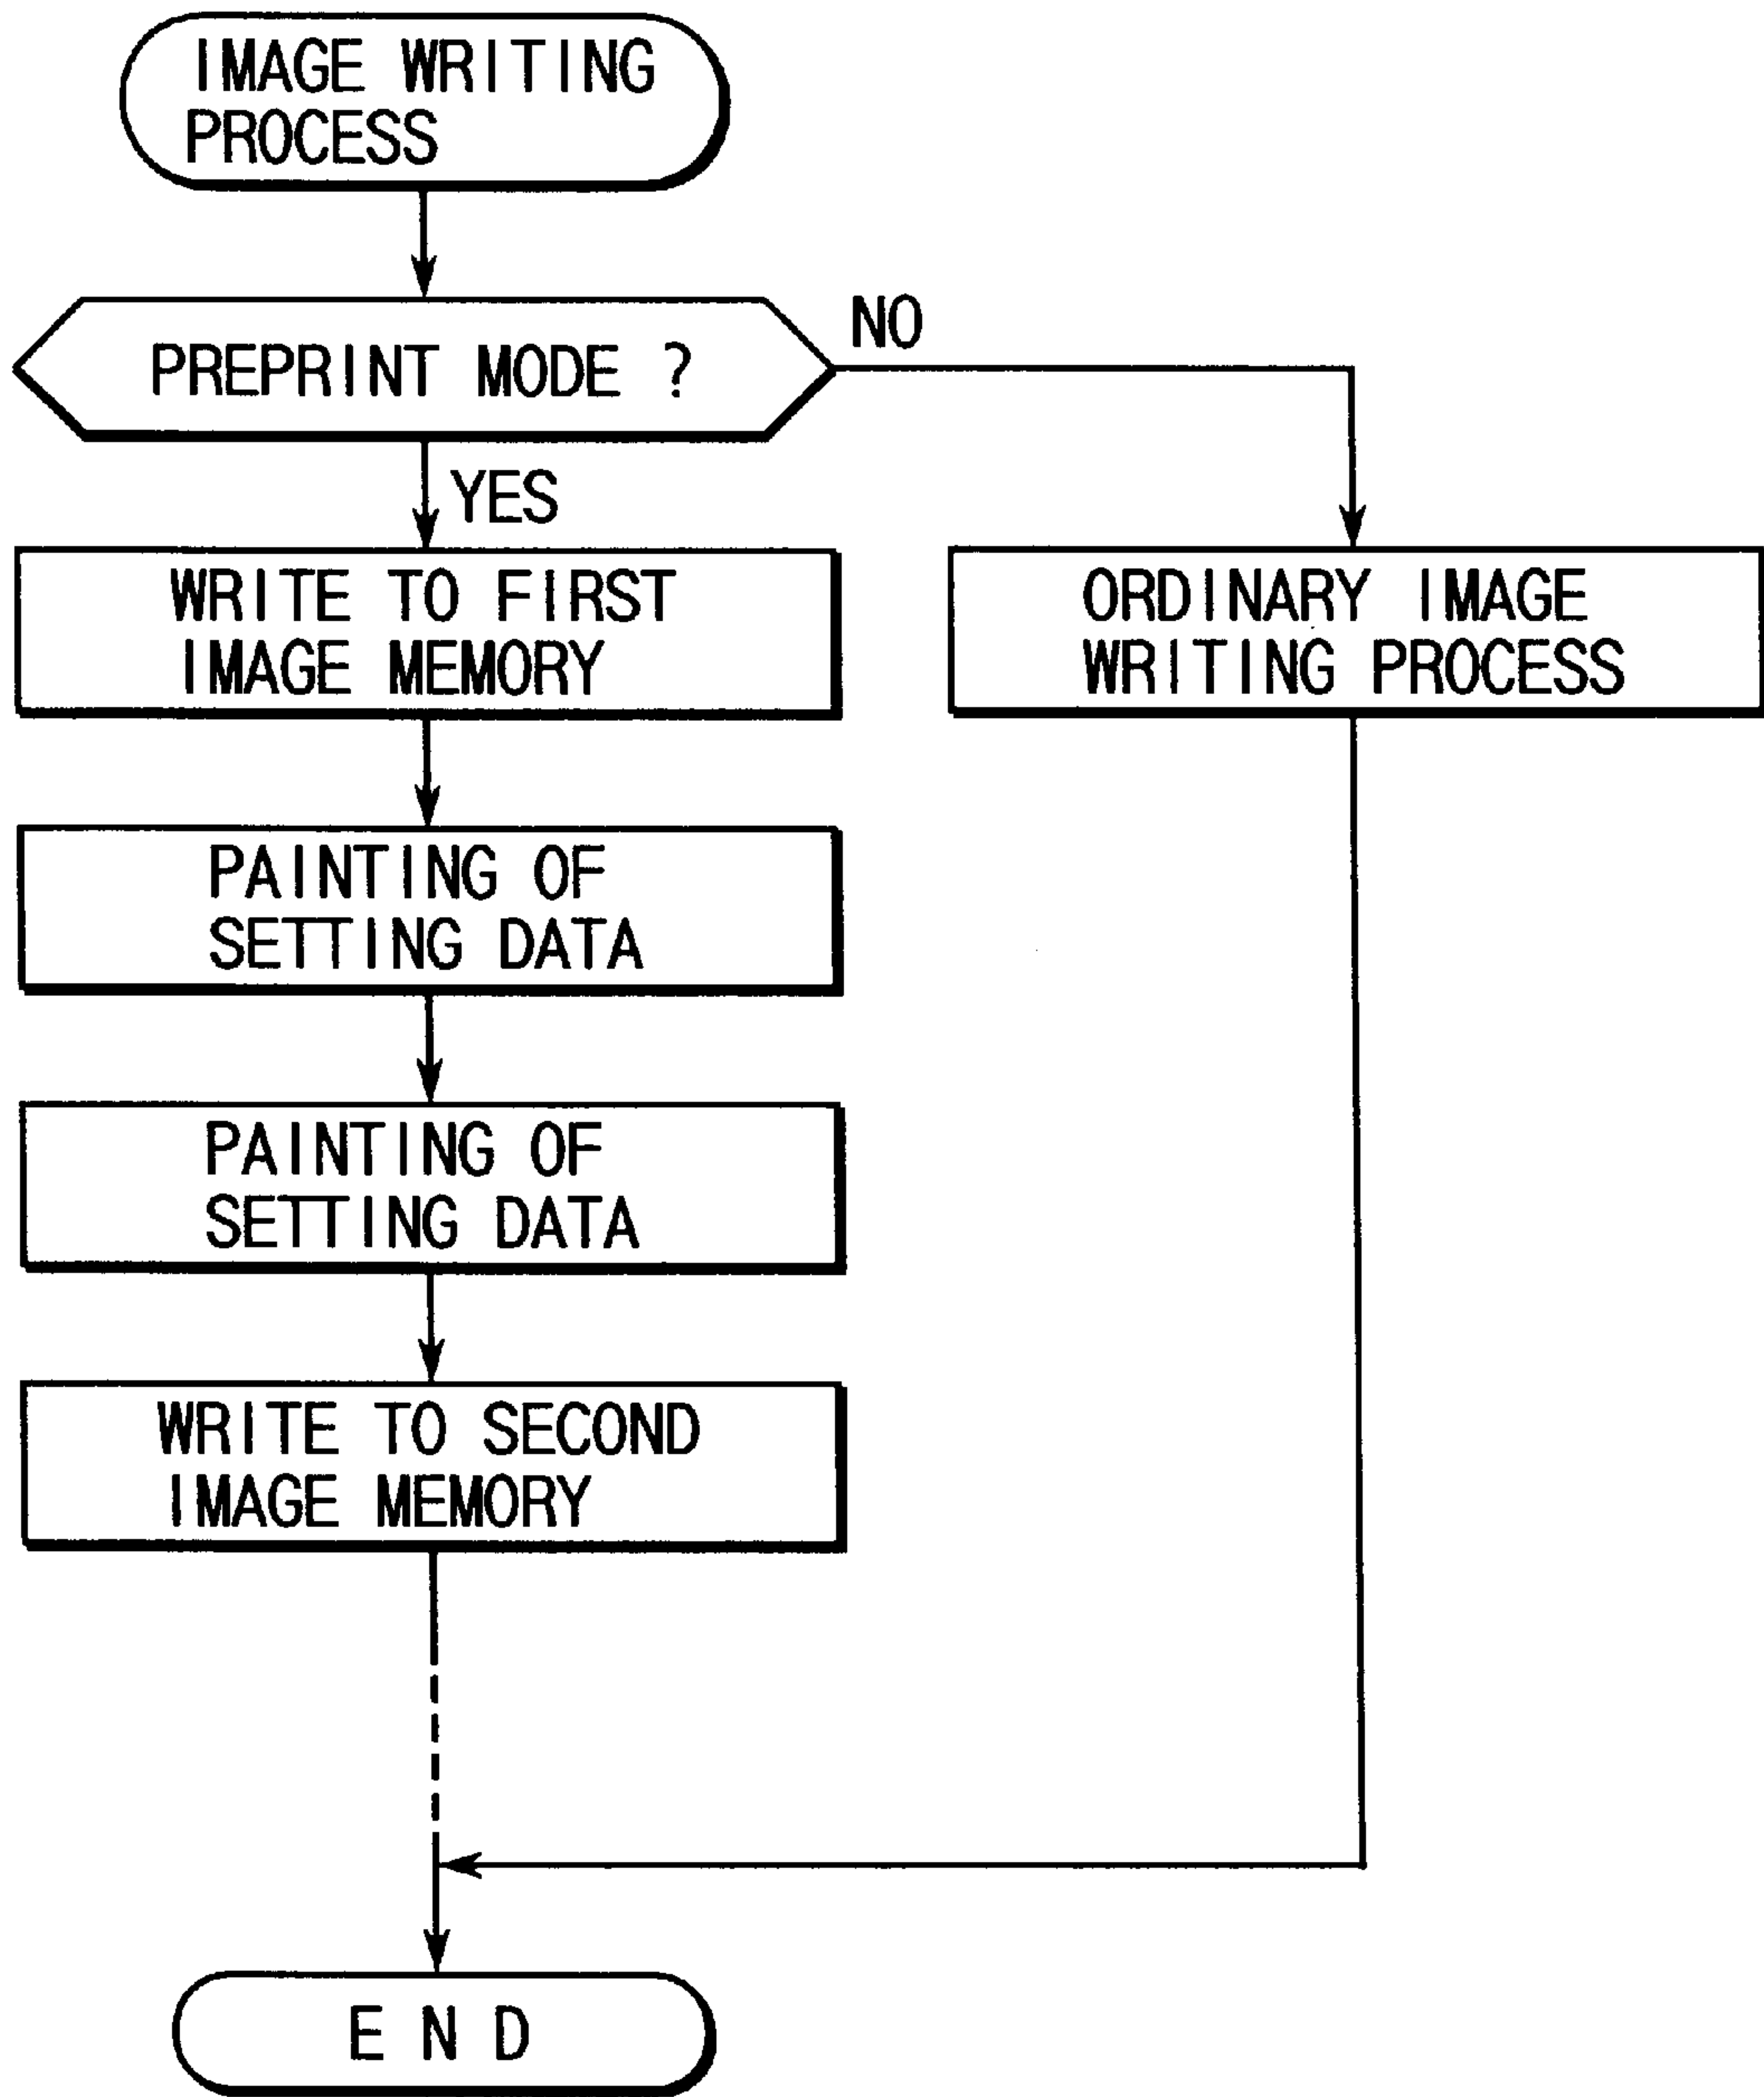 IMAGE WRITING
PROCESS
PREPRINT MODE ?
NO
YES
WRITE TO FIRST
IMAGE MEMORY
ORDINARY IMAGE
WRITING PROCESS
PAINTING OF
SETTING DATA
PAINTING OF
SETTING DATA
WRITE TO SECOND
IMAGE MEMORY
END